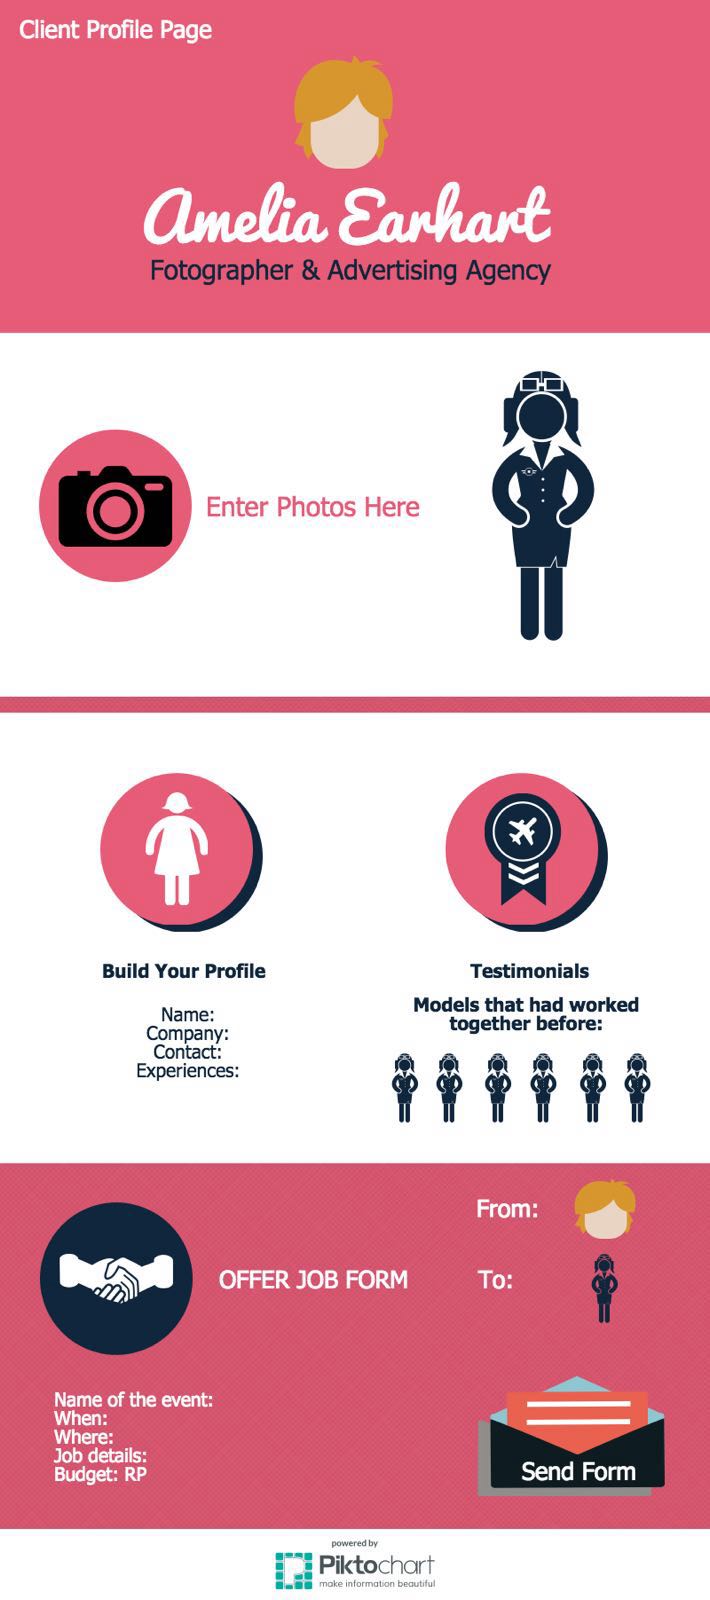 Client Profile Page
Amelia Earhart
Fotographer & Advertising Agency
Enter Photos Here
Build Your Profile
Name:
Company:
Contact:
Experiences:
Testimonials
Models that had worked
together before:
OFFER JOB FORM
From:
To:
Name of the event:
When:
Where:
Job details:
Budget: RP
Send Form
powered by
Piktochart
make information beautiful